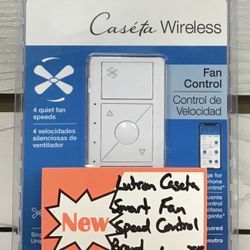 Caséta Wireless
Fan
Control
Control de
Velocidad
4 quiet fan
speeds
4 velocidades
silenciosas de
ventilador
New
Lutron Caseta
Smart Fan
Speed Control